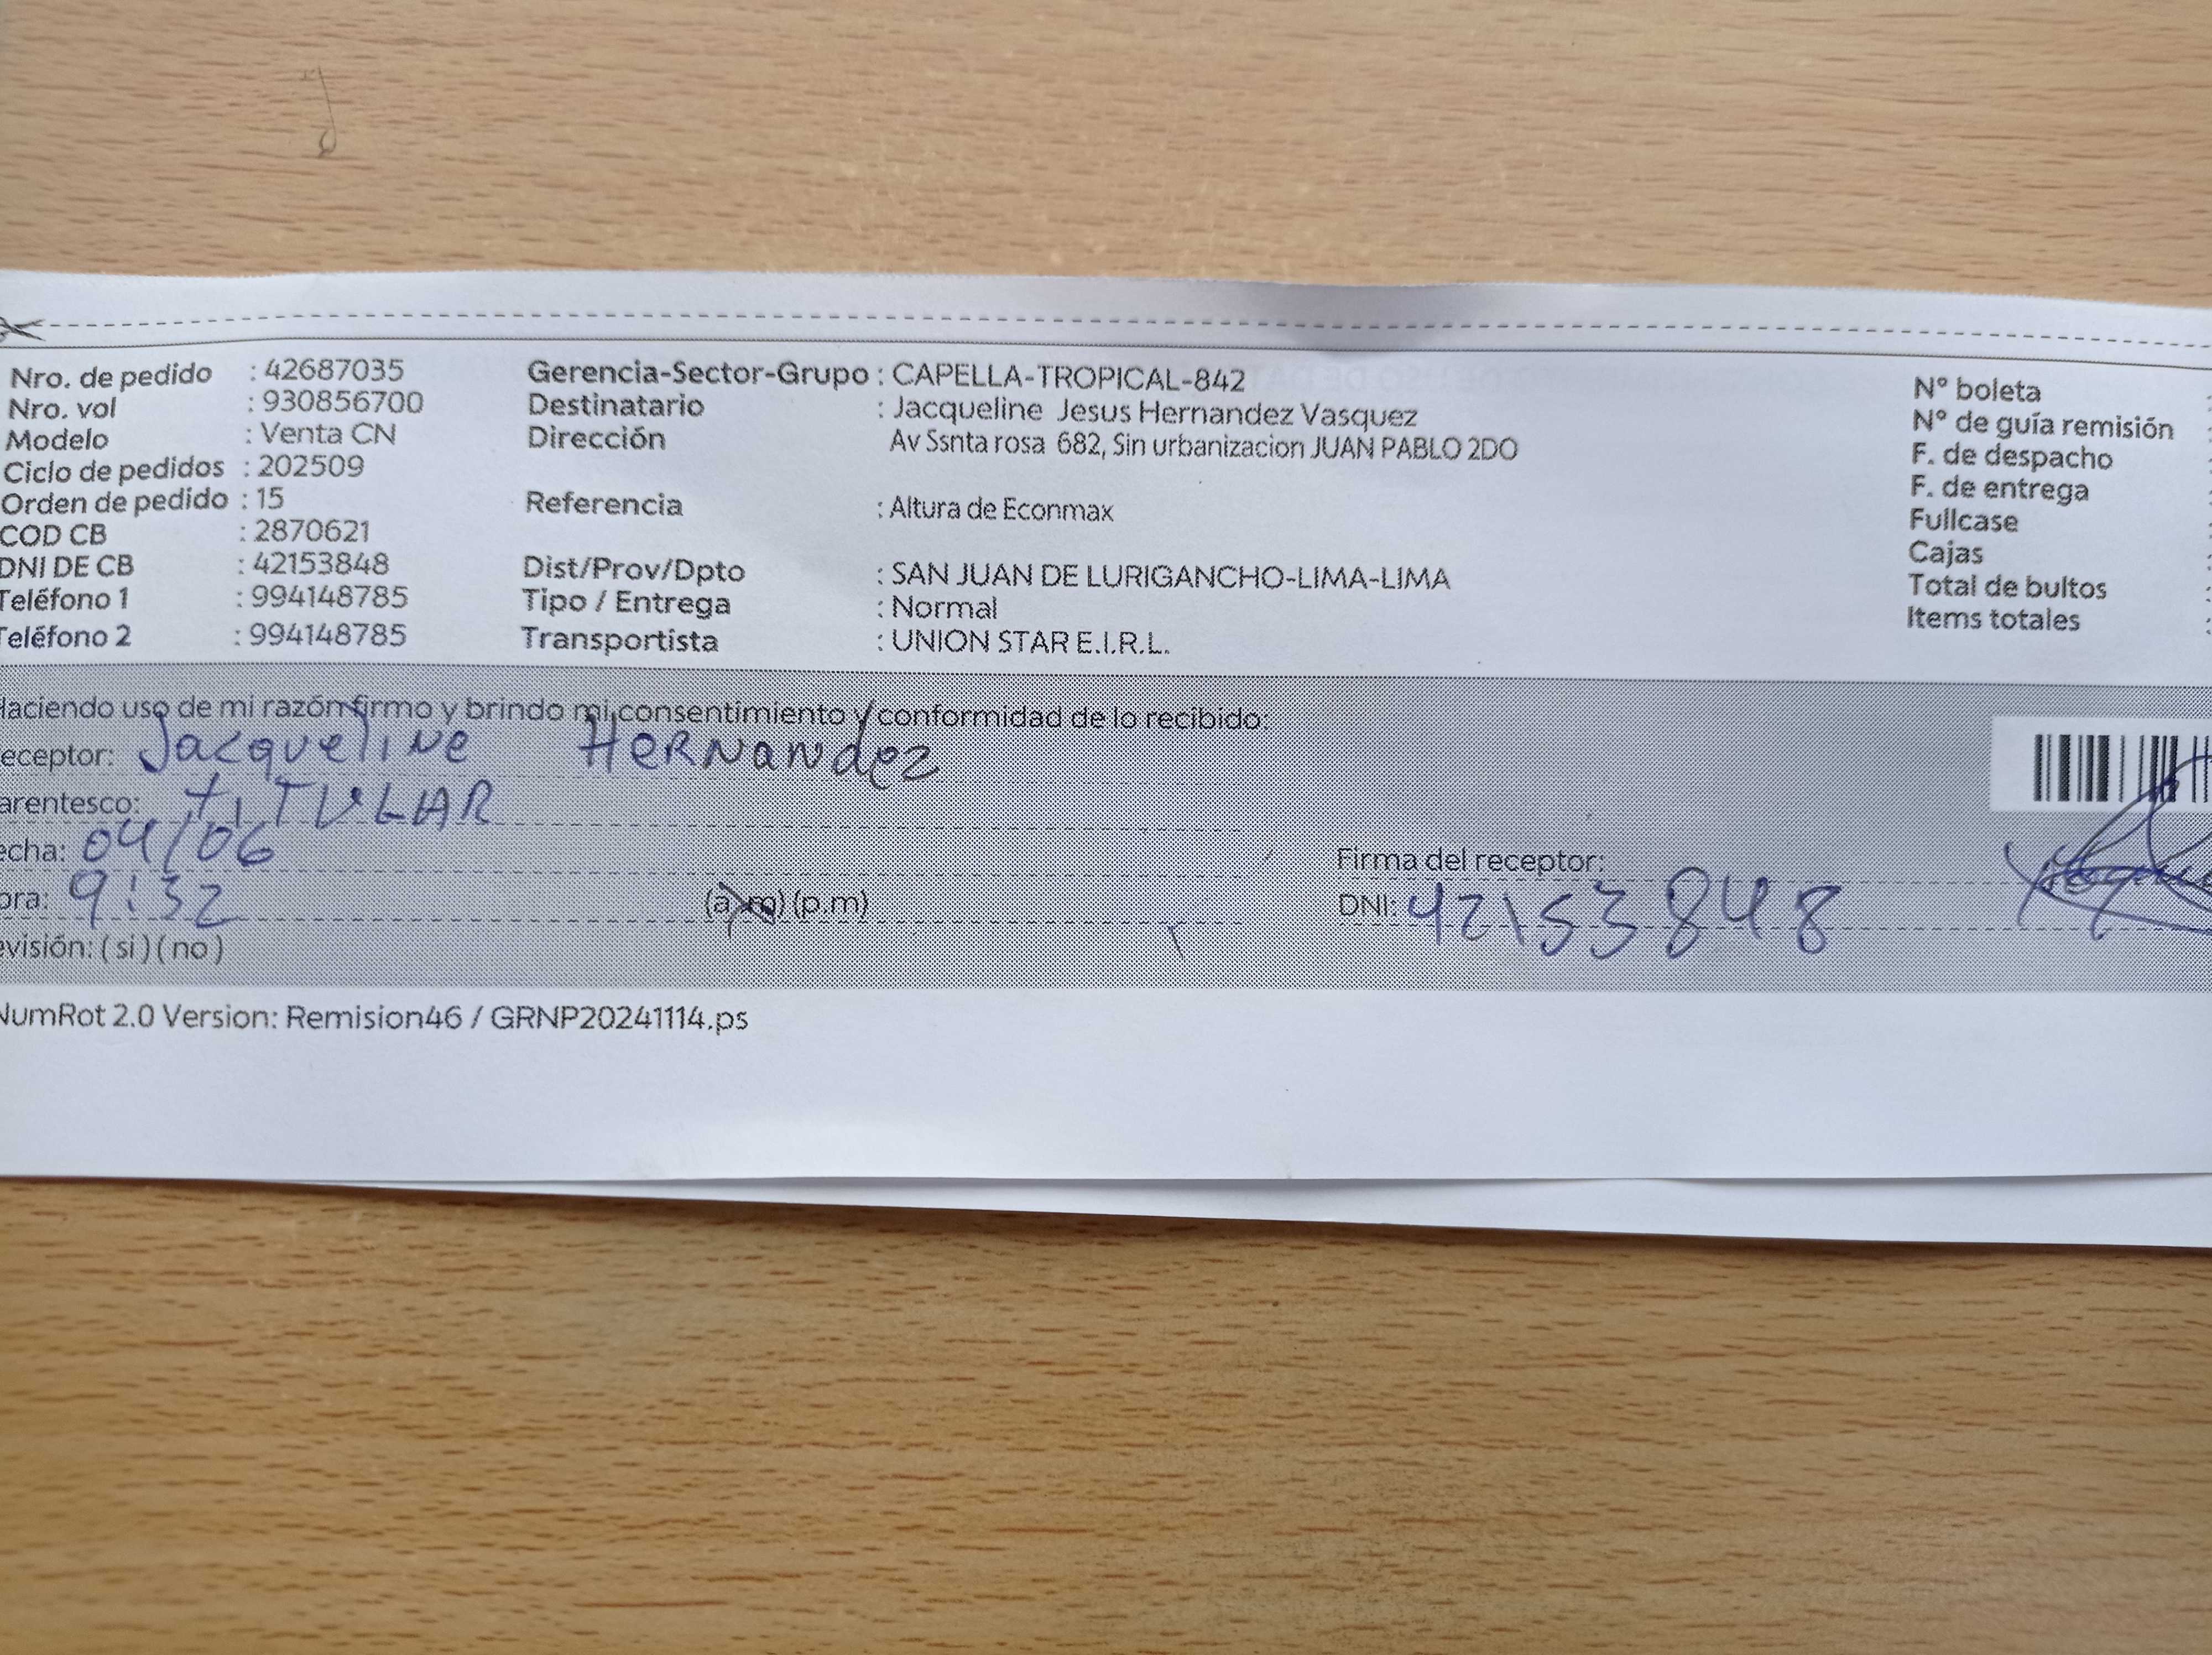 Nro. de pedido : 42687035 Gerencia-Sector-Grupo : CAPELLA-TROPICAL-842 N° boleta :
Nro. vol : 930856700 Destinatario : Jacqueline Jesus Hernandez Vasquez N° de guía remisión :
Modelo : Venta CN Dirección Av Ssnta rosa 682, Sin urbanizacion JUAN PABLO 2DO F. de despacho :
Ciclo de pedidos : 202509 F. de entrega :
Orden de pedido : 15 Referencia : Altura de Econmax Fullcase
COD CB : 2870621 Cajas
DNI DE CB : 42153848 Dist/Prov/Dpto : SAN JUAN DE LURIGANCHO-LIMA-LIMA Total de bultos :
Teléfono 1 : 994148785 Tipo / Entrega : Normal Items totales :
Teléfono 2 : 994148785 Transportista : UNION STAR E.I.R.L.
Haciendo uso de mi razón firmo y brindo mi consentimiento y conformidad de lo recibido:
eceptor: Jacqueline Hernandez
arentesco: TITULAR
echa: 04/06 Firma del receptor:
ora: 9:32 (a.m) (p.m) DNI: 42153848
evisión: ( si ) ( no )
NumRot 2.0 Version: Remision46 / GRNP20241114.ps